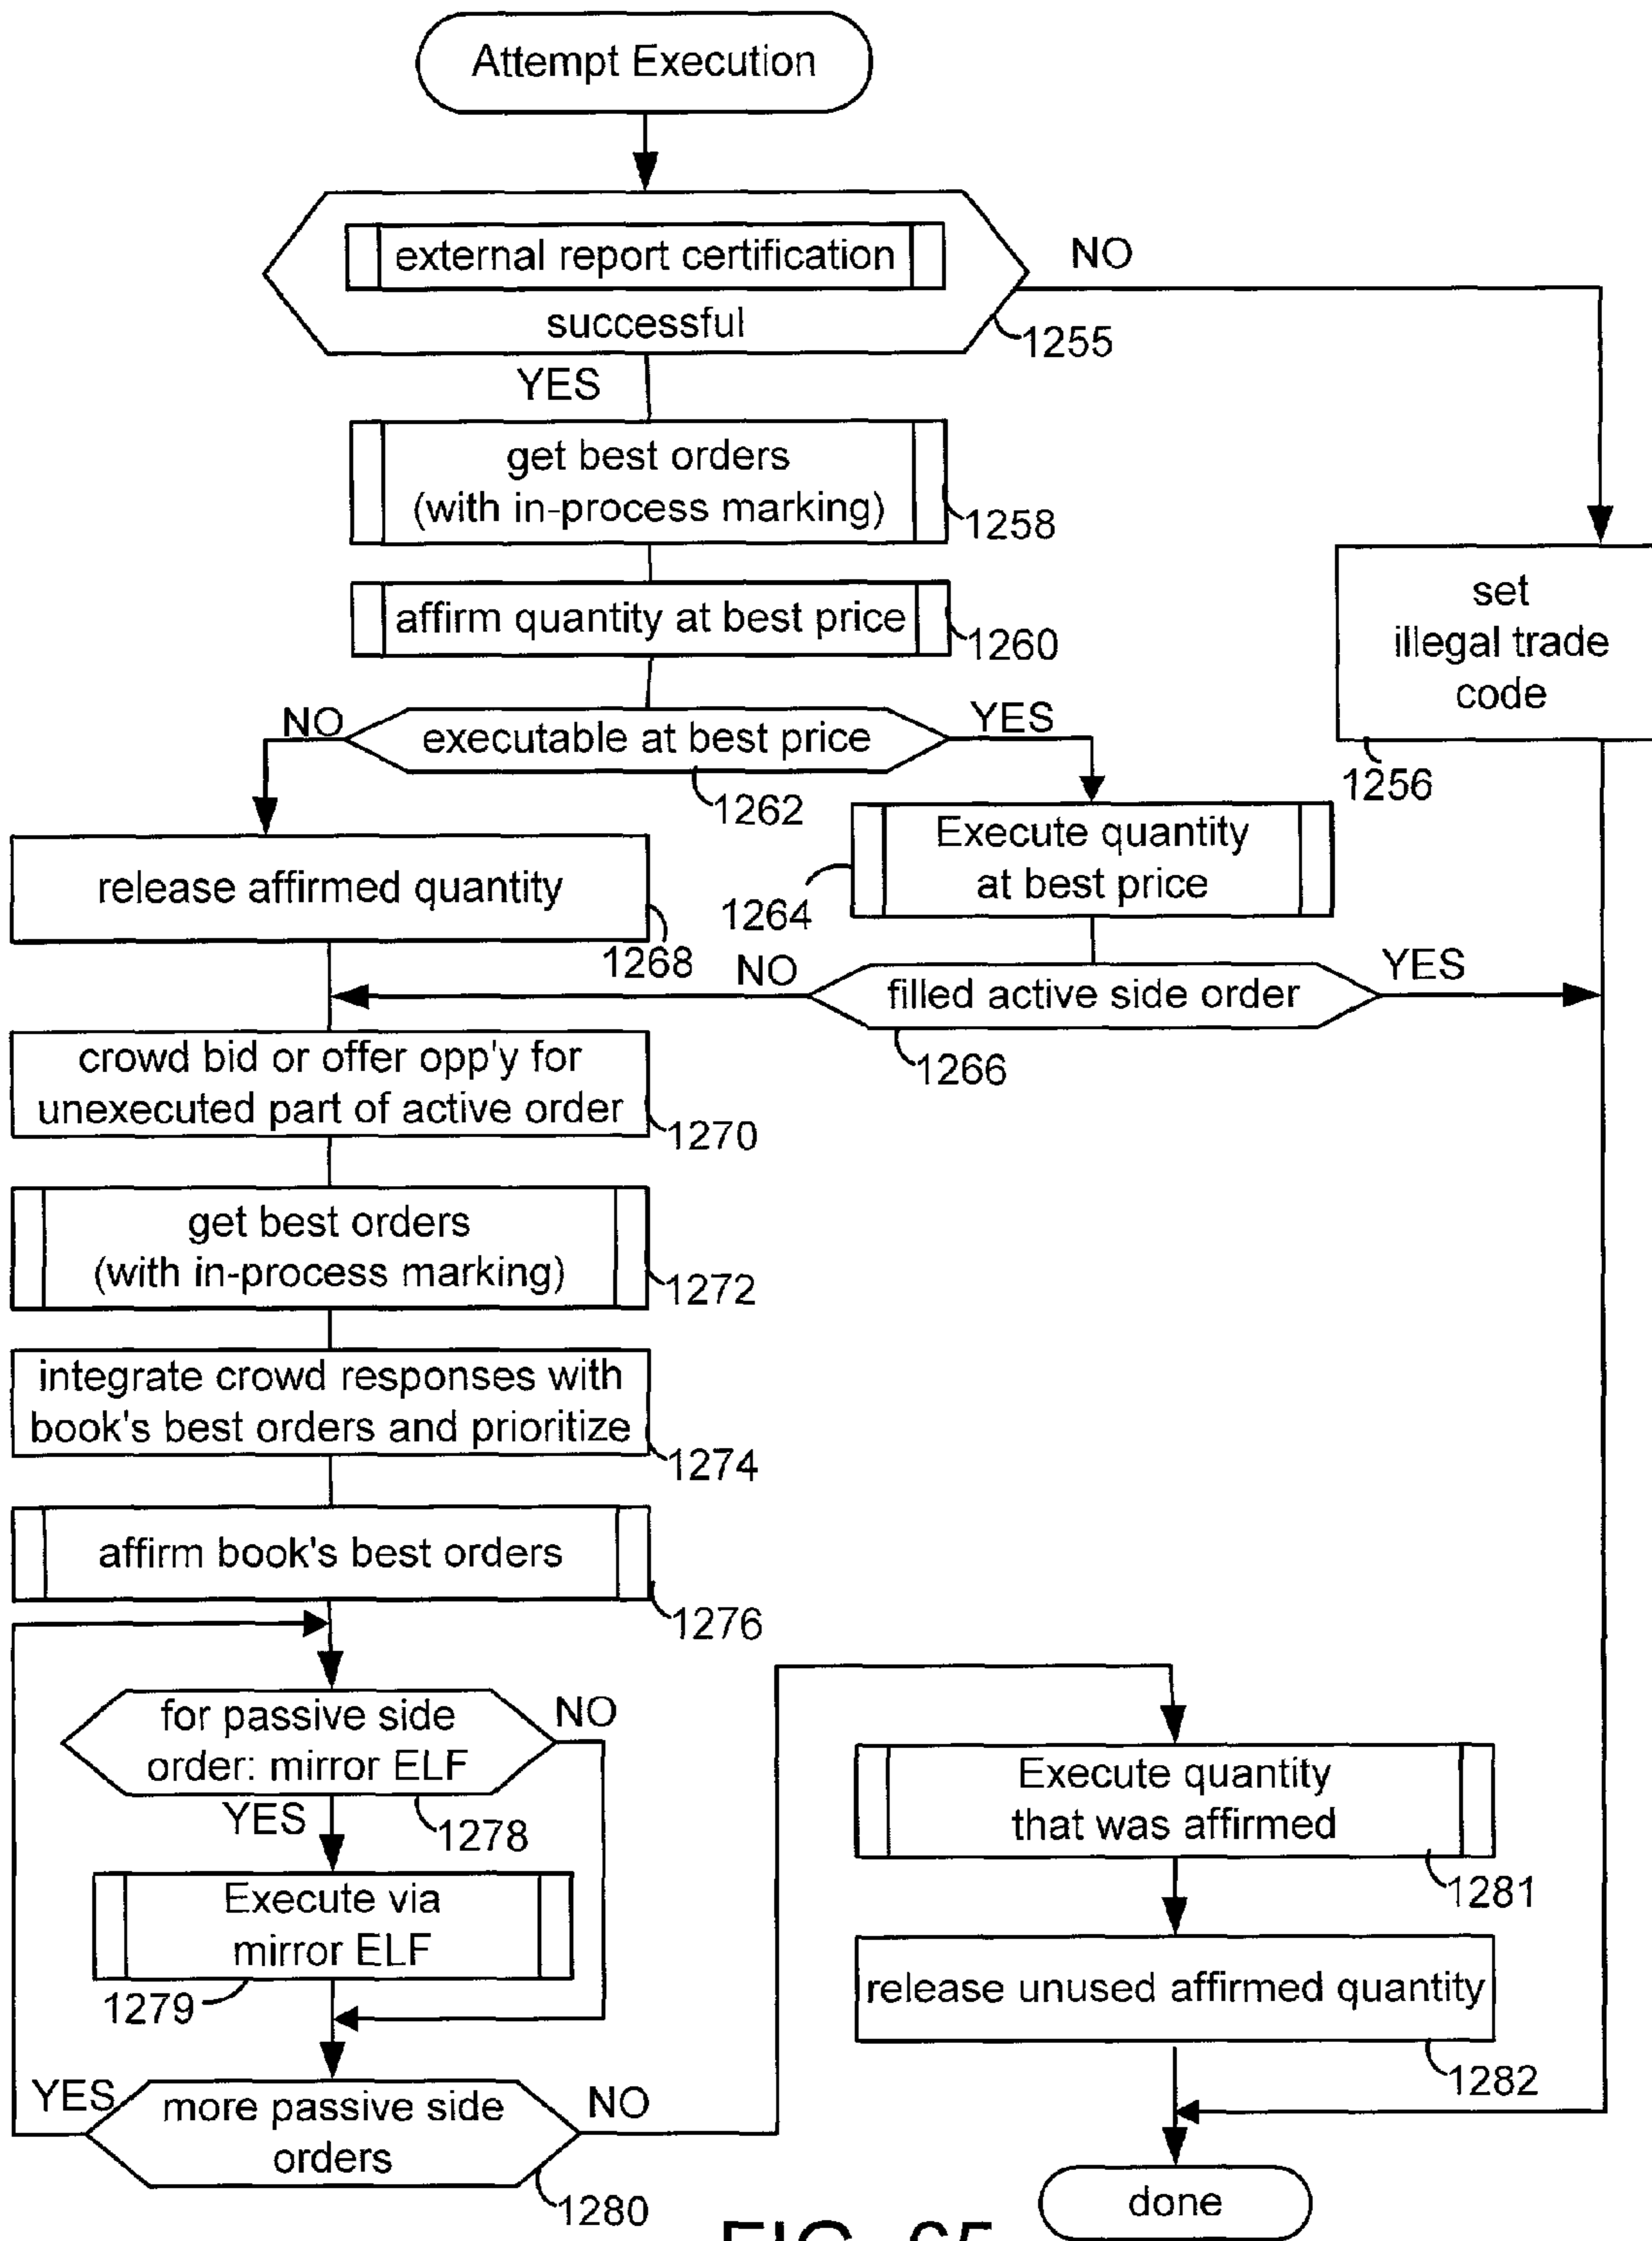 Attempt Execution
external report certification
successful
NO
1255
YES
get best orders
(with in-process marking)
1258
affirm quantity at best price
1260
set
illegal trade
code
1256
NO
executable at best price
YES
1262
Execute quantity
at best price
1264
release affirmed quantity
1268
NO
filled active side order
YES
1266
crowd bid or offer opp'y for
unexecuted part of active order
1270
get best orders
(with in-process marking)
1272
integrate crowd responses with
book's best orders and prioritize
1274
affirm book's best orders
1276
for passive side
order: mirror ELF
NO
YES
1278
Execute via
mirror ELF
1279
YES
more passive side
orders
NO
1280
Execute quantity
that was affirmed
1281
release unused affirmed quantity
1282
done